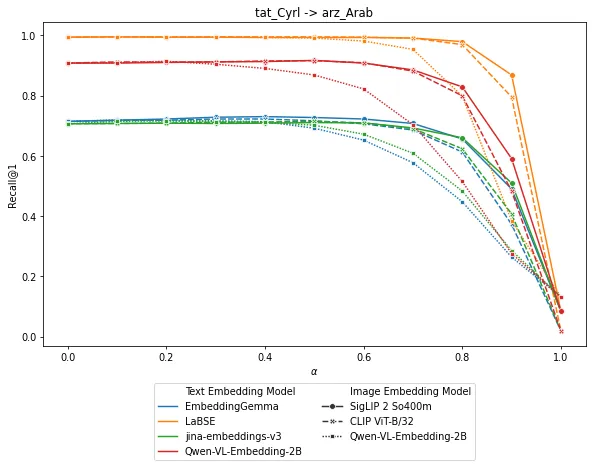 tat_Cyrl -> arz_Arab
1.0
0.8
0.6
0.4
0.2
0.0
Recall@1
0.0 0.2 0.4 0.6 0.8 1.0
α
Text Embedding Model
EmbeddingGemma
LaBSE
jina-embeddings-v3
Qwen-VL-Embedding-2B
Image Embedding Model
SigLIP 2 So400m
CLIP ViT-B/32
Qwen-VL-Embedding-2B